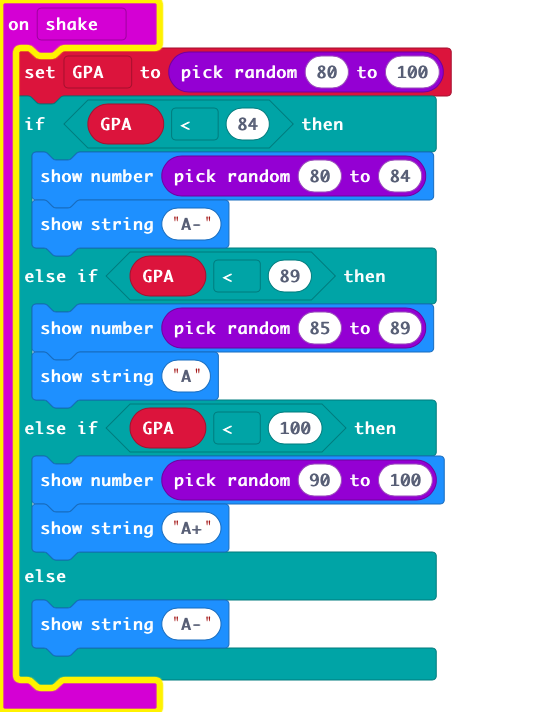 on shake
set GPA to pick random 80 to 100
if GPA < 84 then
show number pick random 80 to 84
show string "A-"
else if GPA < 89 then
show number pick random 85 to 89
show string "A"
else if GPA < 100 then
show number pick random 90 to 100
show string "A+"
else
show string "A-"